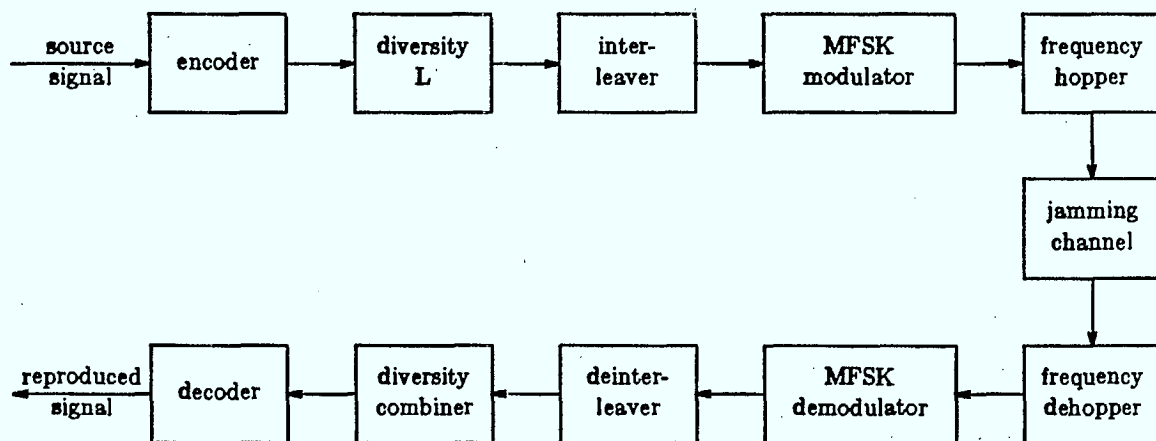 source
signal
encoder
diversity
L
inter-
leaver
MFSK
modulator
frequency
hopper
jamming
channel
reproduced
signal
decoder
diversity
combiner
deinter-
leaver
MFSK
demodulator
frequency
dehopper